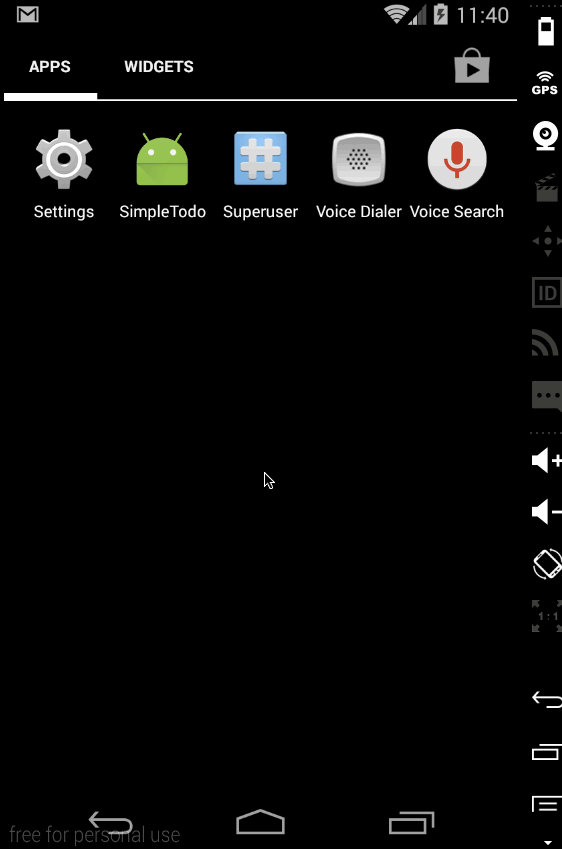 11:40
APPS WIDGETS
GPS
Settings SimpleTodo Superuser Voice Dialer Voice Search
ID
1:1
free for personal use